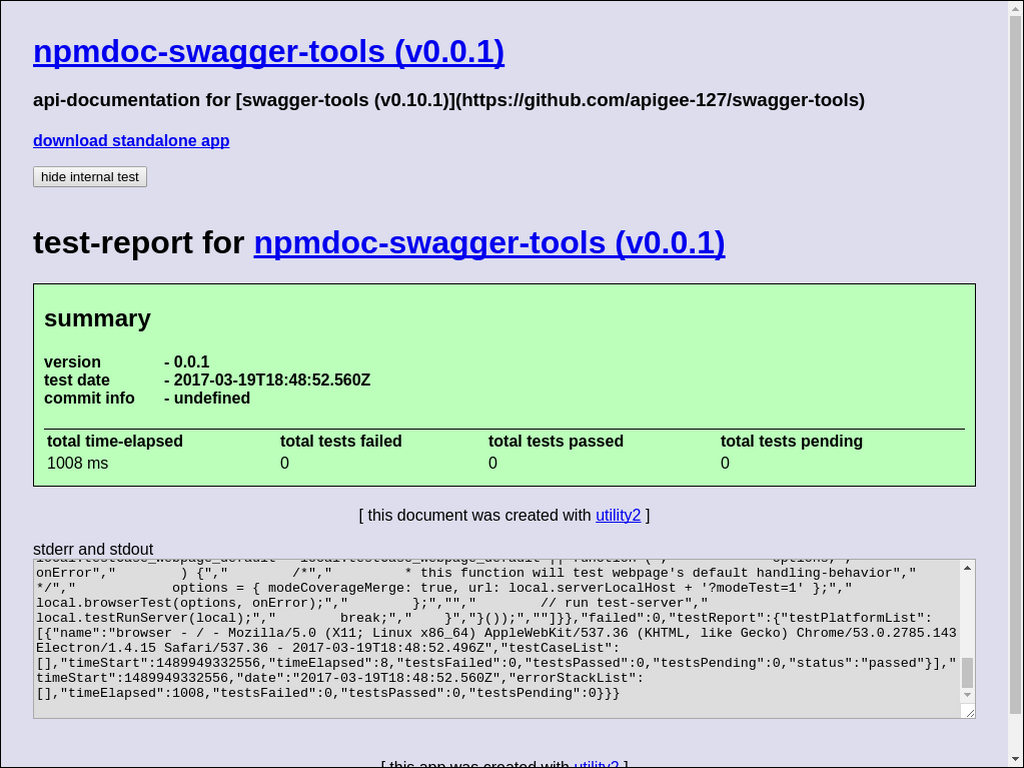 npmdoc-swagger-tools (v0.0.1)
api-documentation for [swagger-tools (v0.10.1)](https://github.com/apigee-127/swagger-tools)
download standalone app
hide internal test
test-report for npmdoc-swagger-tools (v0.0.1)
summary
version - 0.0.1
test date - 2017-03-19T18:48:52.560Z
commit info - undefined
total time-elapsed total tests failed total tests passed total tests pending
1008 ms 0 0 0
[ this document was created with utility2 ]
stderr and stdout
onError","        ) {","        /*","         * this function will test webpage's default handling-behavior","
*/","            options = { modeCoverageMerge: true, url: local.serverLocalHost + '?modeTest=1' };","
local.browserTest(options, onError);","        };","","        // run test-server","
local.testRunServer(local);","        break;","    }","}());",""]}},"failed":0,"testReport":{"testPlatformList":
[{"name":"browser - / - Mozilla/5.0 (X11; Linux x86_64) AppleWebKit/537.36 (KHTML, like Gecko) Chrome/53.0.2785.143
Electron/1.4.15 Safari/537.36 - 2017-03-19T18:48:52.496Z","testCaseList":
[],"timeStart":1489949332556,"timeElapsed":8,"testsFailed":0,"testsPassed":0,"testsPending":0,"status":"passed"}],"
timeStart":1489949332556,"date":"2017-03-19T18:48:52.560Z","errorStackList":
[],"timeElapsed":1008,"testsFailed":0,"testsPassed":0,"testsPending":0}}}
[ this app was created with utility2 ]